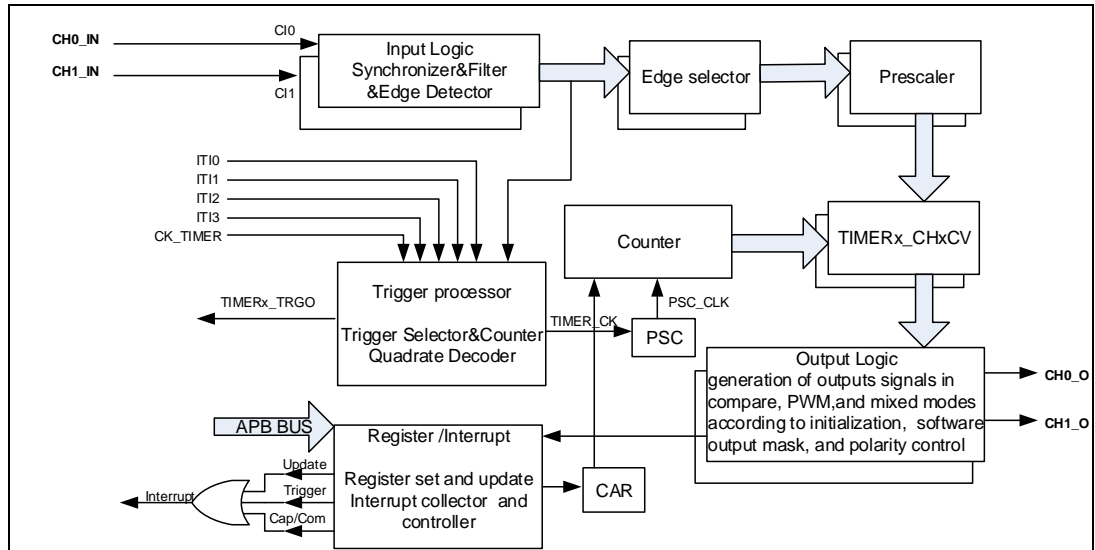 CH0_IN
CI0
CH1_IN
CI1
Input Logic
Synchronizer&Filter
&Edge Detector
Edge selector
Prescaler
ITI0
ITI1
ITI2
ITI3
CK_TIMER
Counter
TIMERx_CHxCV
TIMERx_TRGO
Trigger processor
Trigger Selector&Counter
Quadrate Decoder
TIMER_CK
PSC_CLK
PSC
Output Logic
generation of outputs signals in
compare, PWM,and mixed modes
according to initialization, software
output mask, and polarity control
CH0_O
CH1_O
APB BUS
Register /Interrupt
Register set and update
Interrupt collector and
controller
Update
Trigger
Cap/Com
Interrupt
CAR